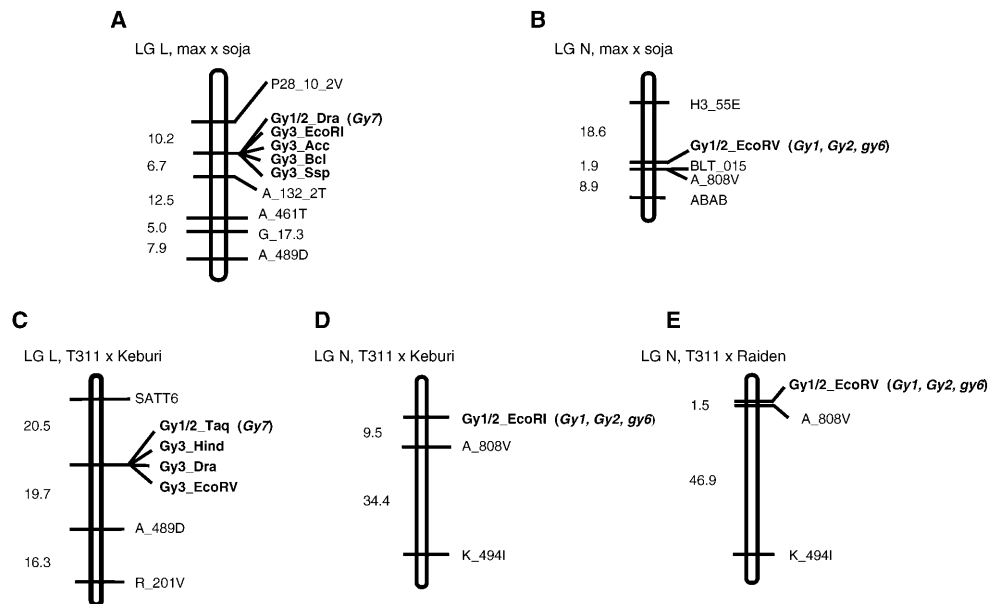 A
LG L, max x soja
P28_10_2V
10.2
Gy1/2_Dra (Gy7)
Gy3_EcoRI
Gy3_Acc
6.7
Gy3_Bcl
Gy3_Ssp
A_132_2T
12.5
A_461T
5.0
G_17.3
7.9
A_489D
B
LG N, max x soja
H3_55E
18.6
Gy1/2_EcoRV (Gy1, Gy2, gy6)
1.9
BLT_015
A_808V
8.9
ABAB
C
LG L, T311 x Keburi
SATT6
20.5
Gy1/2_Taq (Gy7)
Gy3_Hind
Gy3_Dra
Gy3_EcoRV
19.7
A_489D
16.3
R_201V
D
LG N, T311 x Keburi
Gy1/2_EcoRI (Gy1, Gy2, gy6)
9.5
A_808V
34.4
K_494I
E
LG N, T311 x Raiden
Gy1/2_EcoRV (Gy1, Gy2, gy6)
1.5
A_808V
46.9
K_494I